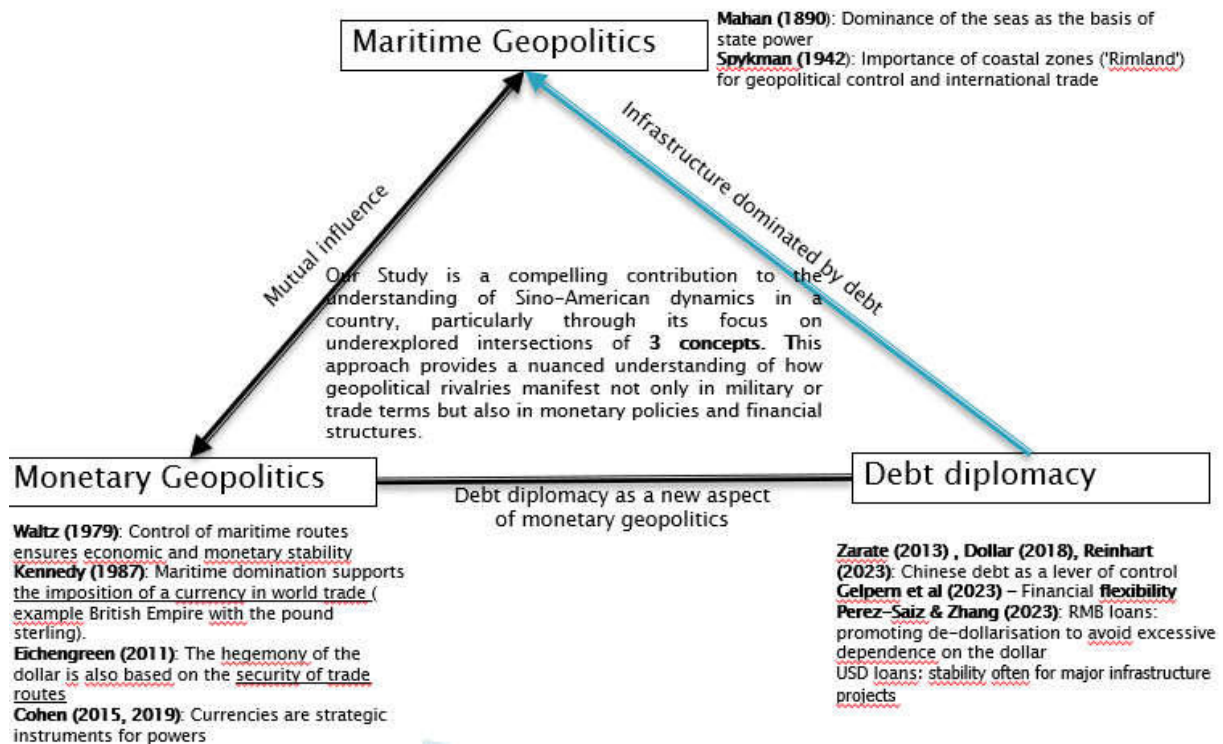 Maritime Geopolitics
Mahan (1890): Dominance of the seas as the basis of
state power
Spykman (1942): Importance of coastal zones ('Rimland')
for geopolitical control and international trade
Mutual influence
Infrastructure dominated by debt
Our Study is a compelling contribution to the
understanding of Sino-American dynamics in a
country, particularly through its focus on
underexplored intersections of 3 concepts. This
approach provides a nuanced understanding of how
geopolitical rivalries manifest not only in military or
trade terms but also in monetary policies and financial
structures.
Monetary Geopolitics
Debt diplomacy as a new aspect
of monetary geopolitics
Debt diplomacy
Waltz (1979): Control of maritime routes
ensures economic and monetary stability
Kennedy (1987): Maritime domination supports
the imposition of a currency in world trade (
example British Empire with the pound
sterling).
Eichengreen (2011): The hegemony of the
dollar is also based on the security of trade
routes
Cohen (2015, 2019): Currencies are strategic
instruments for powers
Zarate (2013) , Dollar (2018), Reinhart
(2023): Chinese debt as a lever of control
Gelpern et al (2023) – Financial flexibility
Perez-Saiz & Zhang (2023): RMB loans:
promoting de-dollarisation to avoid excessive
dependence on the dollar
USD loans: stability often for major infrastructure
projects